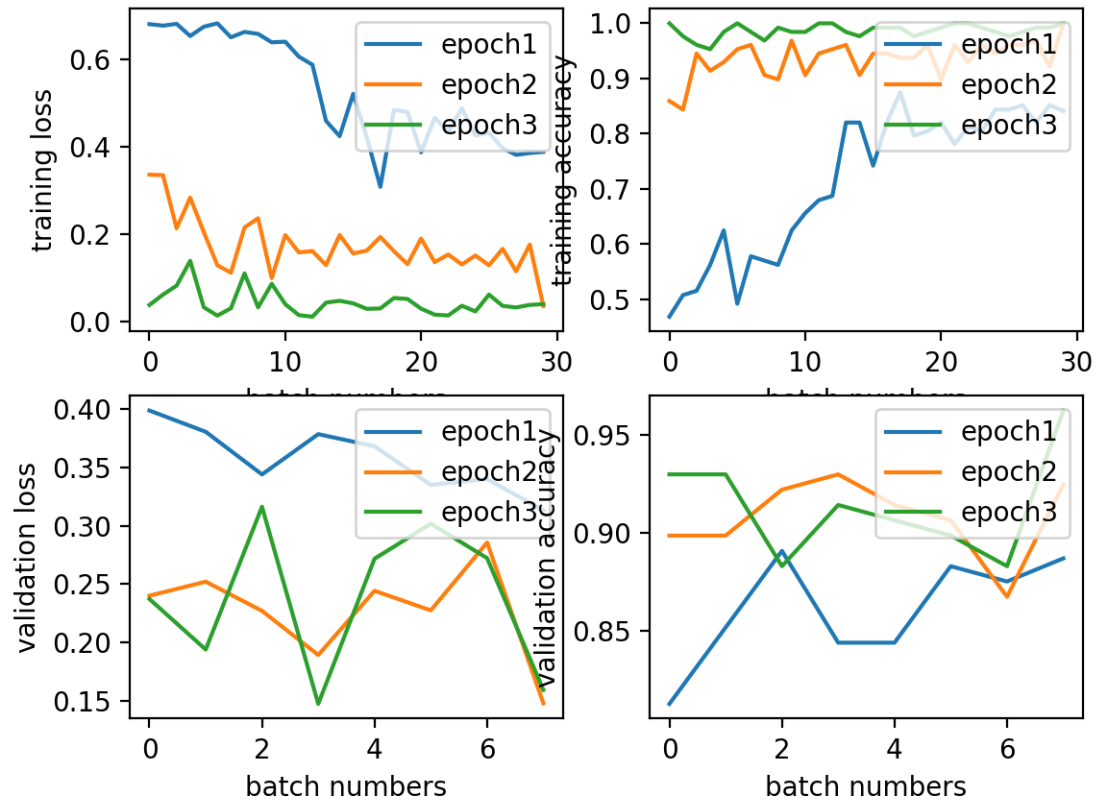 training loss
0.6
0.4
0.2
0.0
0
10
20
30
epoch1
epoch2
epoch3
batch numbers
training accuracy
1.0
0.9
0.8
0.7
0.6
0.5
0
10
20
30
epoch1
epoch2
epoch3
batch numbers
validation loss
0.40
0.35
0.30
0.25
0.20
0.15
0
2
4
6
epoch1
epoch2
epoch3
batch numbers
validation accuracy
0.95
0.90
0.85
0
2
4
6
epoch1
epoch2
epoch3
batch numbers